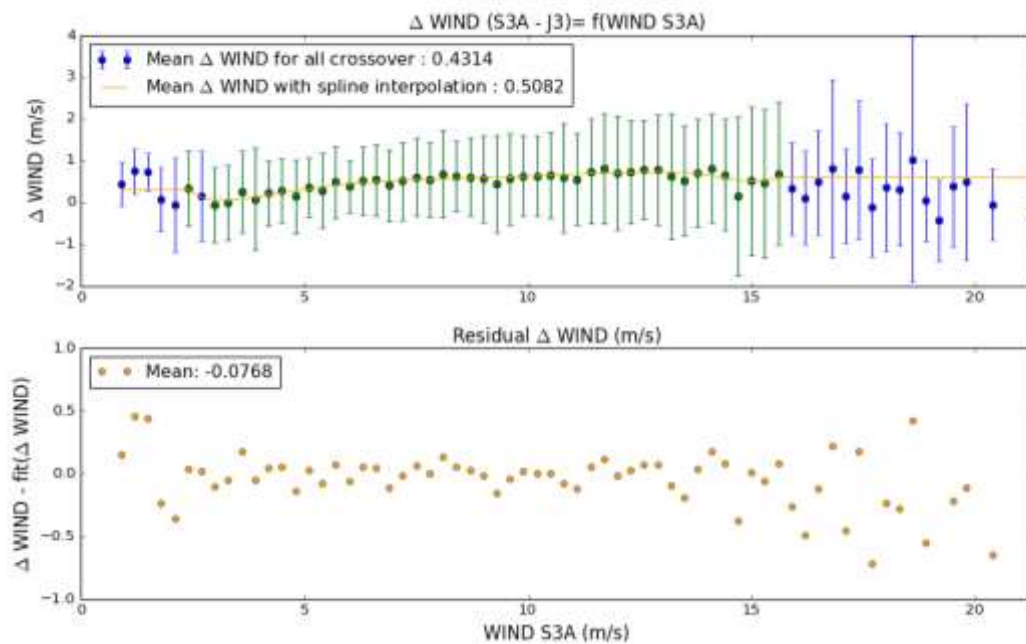 Δ WIND (S3A - J3)= f(WIND S3A)
4
3
2
1
0
−1
−2
Δ WIND (m/s)
Mean Δ WIND for all crossover : 0.4314
Mean Δ WIND with spline interpolation : 0.5082
0 5 10 15 20
Residual Δ WIND (m/s)
1.0
0.5
0.0
−0.5
−1.0
Δ WIND - fit(Δ WIND)
Mean: -0.0768
0 5 10 15 20
WIND S3A (m/s)